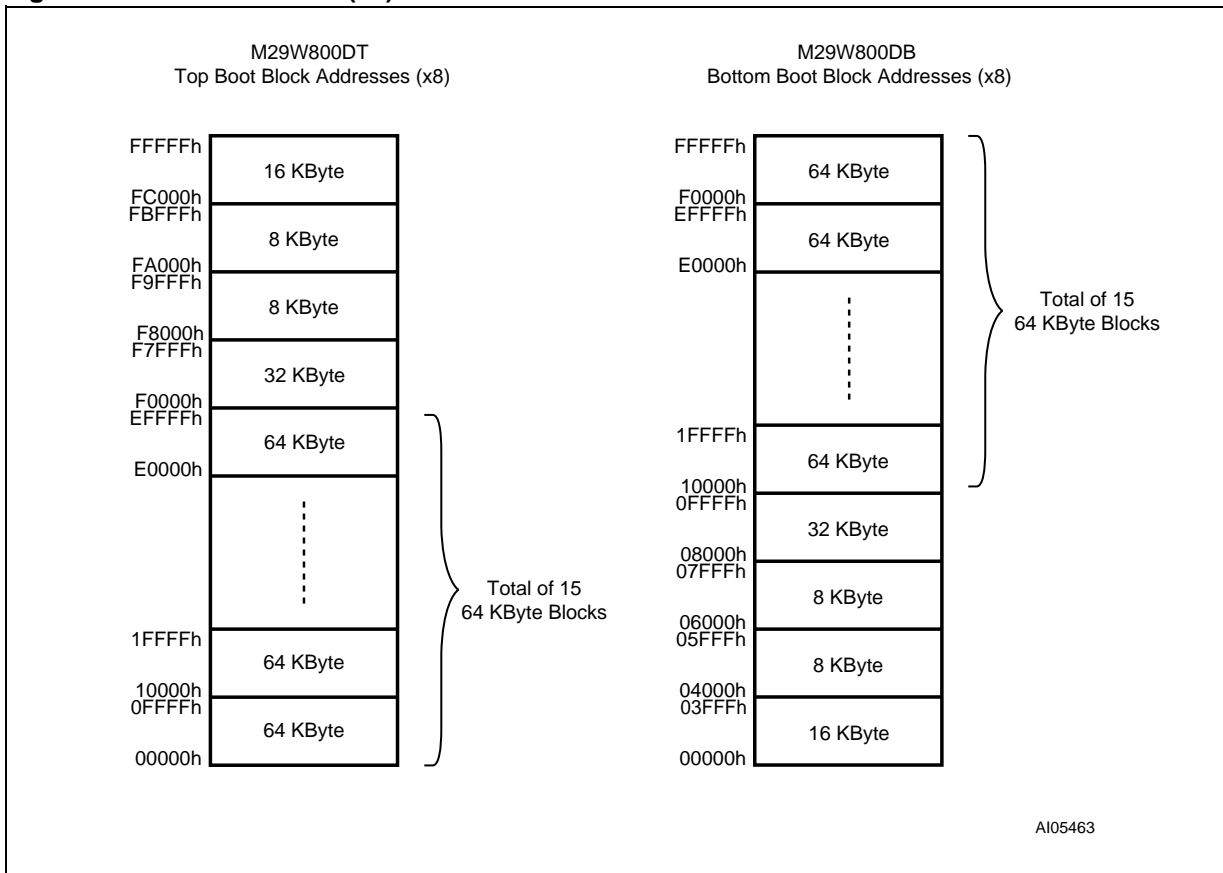 M29W800DT
Top Boot Block Addresses (x8)
FFFFFh
16 KByte
FC000h
FBFFFh
8 KByte
FA000h
F9FFFh
8 KByte
F8000h
F7FFFh
32 KByte
F0000h
EFFFFh
64 KByte
E0000h
Total of 15
64 KByte Blocks
1FFFFh
64 KByte
10000h
0FFFFh
64 KByte
00000h
M29W800DB
Bottom Boot Block Addresses (x8)
FFFFFh
64 KByte
F0000h
EFFFFh
64 KByte
E0000h
Total of 15
64 KByte Blocks
1FFFFh
64 KByte
10000h
0FFFFh
32 KByte
08000h
07FFFh
8 KByte
06000h
05FFFh
8 KByte
04000h
03FFFh
16 KByte
00000h
AI05463